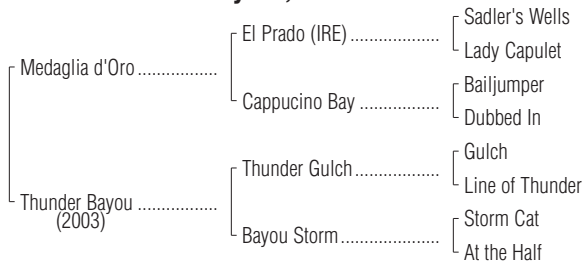 Sadler's Wells
El Prado (IRE) ...................
Lady Capulet
Medaglia d'Oro .................
Bailjumper
Cappucino Bay .................
Dubbed In
Gulch
Thunder Gulch ..................
Line of Thunder
Thunder Bayou .................
(2003)
Storm Cat
Bayou Storm .....................
At the Half